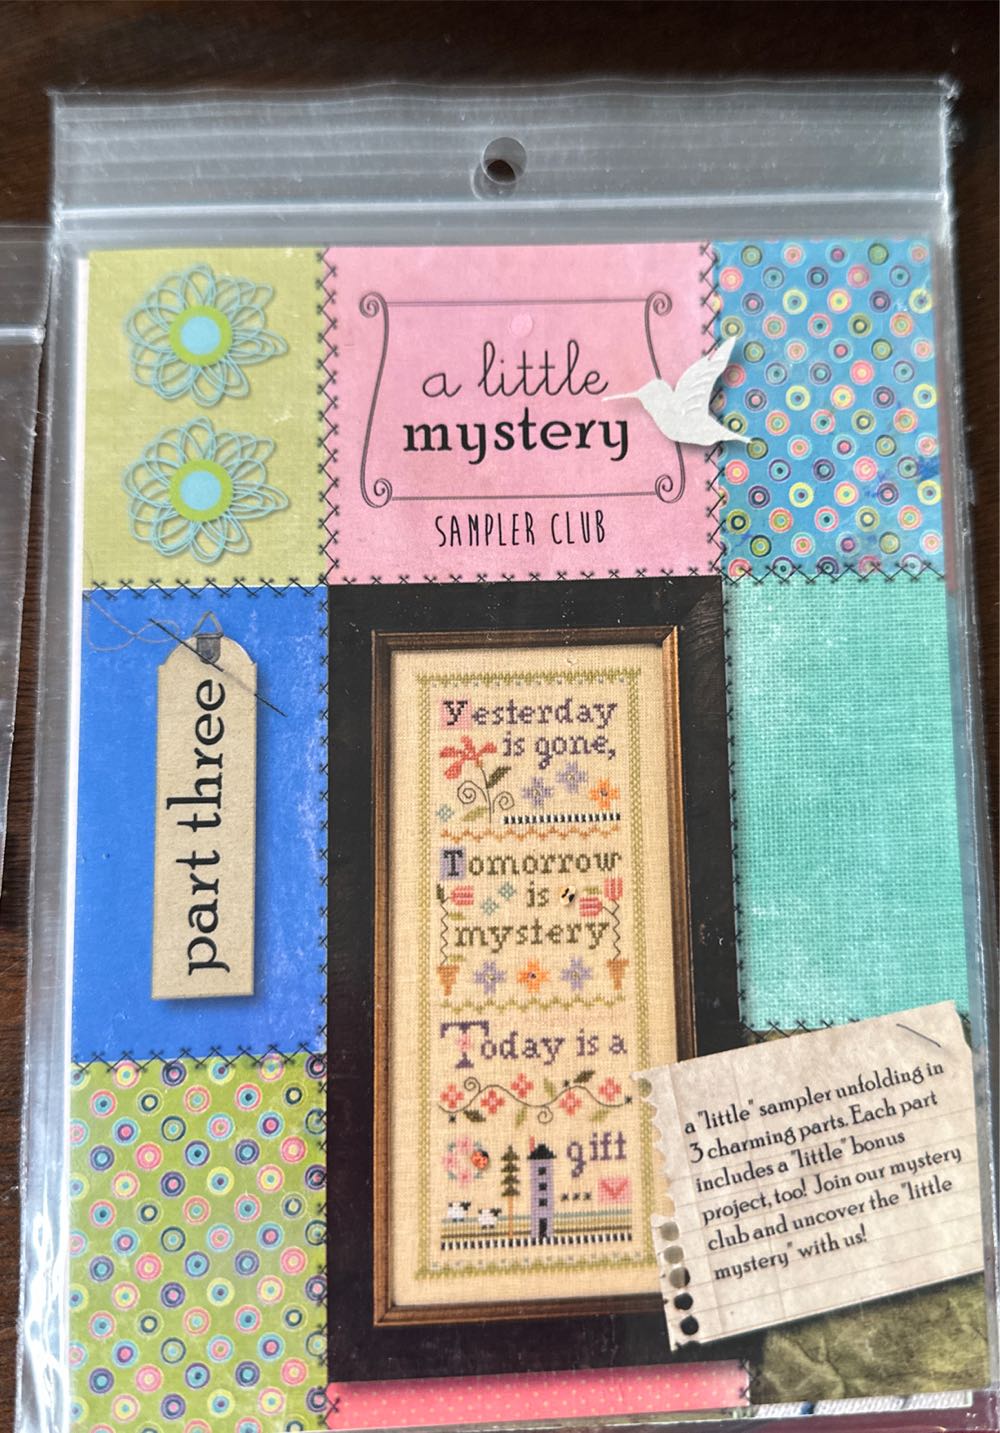 a little
mystery
SAMPLER CLUB
part three
Yesterday
is gone,
Tomorrow
is
mystery
Today is a
gift
...
a "little" sampler unfolding in
3 charming parts. Each part
includes a "little" bonus
project, too! Join our mystery
club and uncover the "little
mystery" with us!